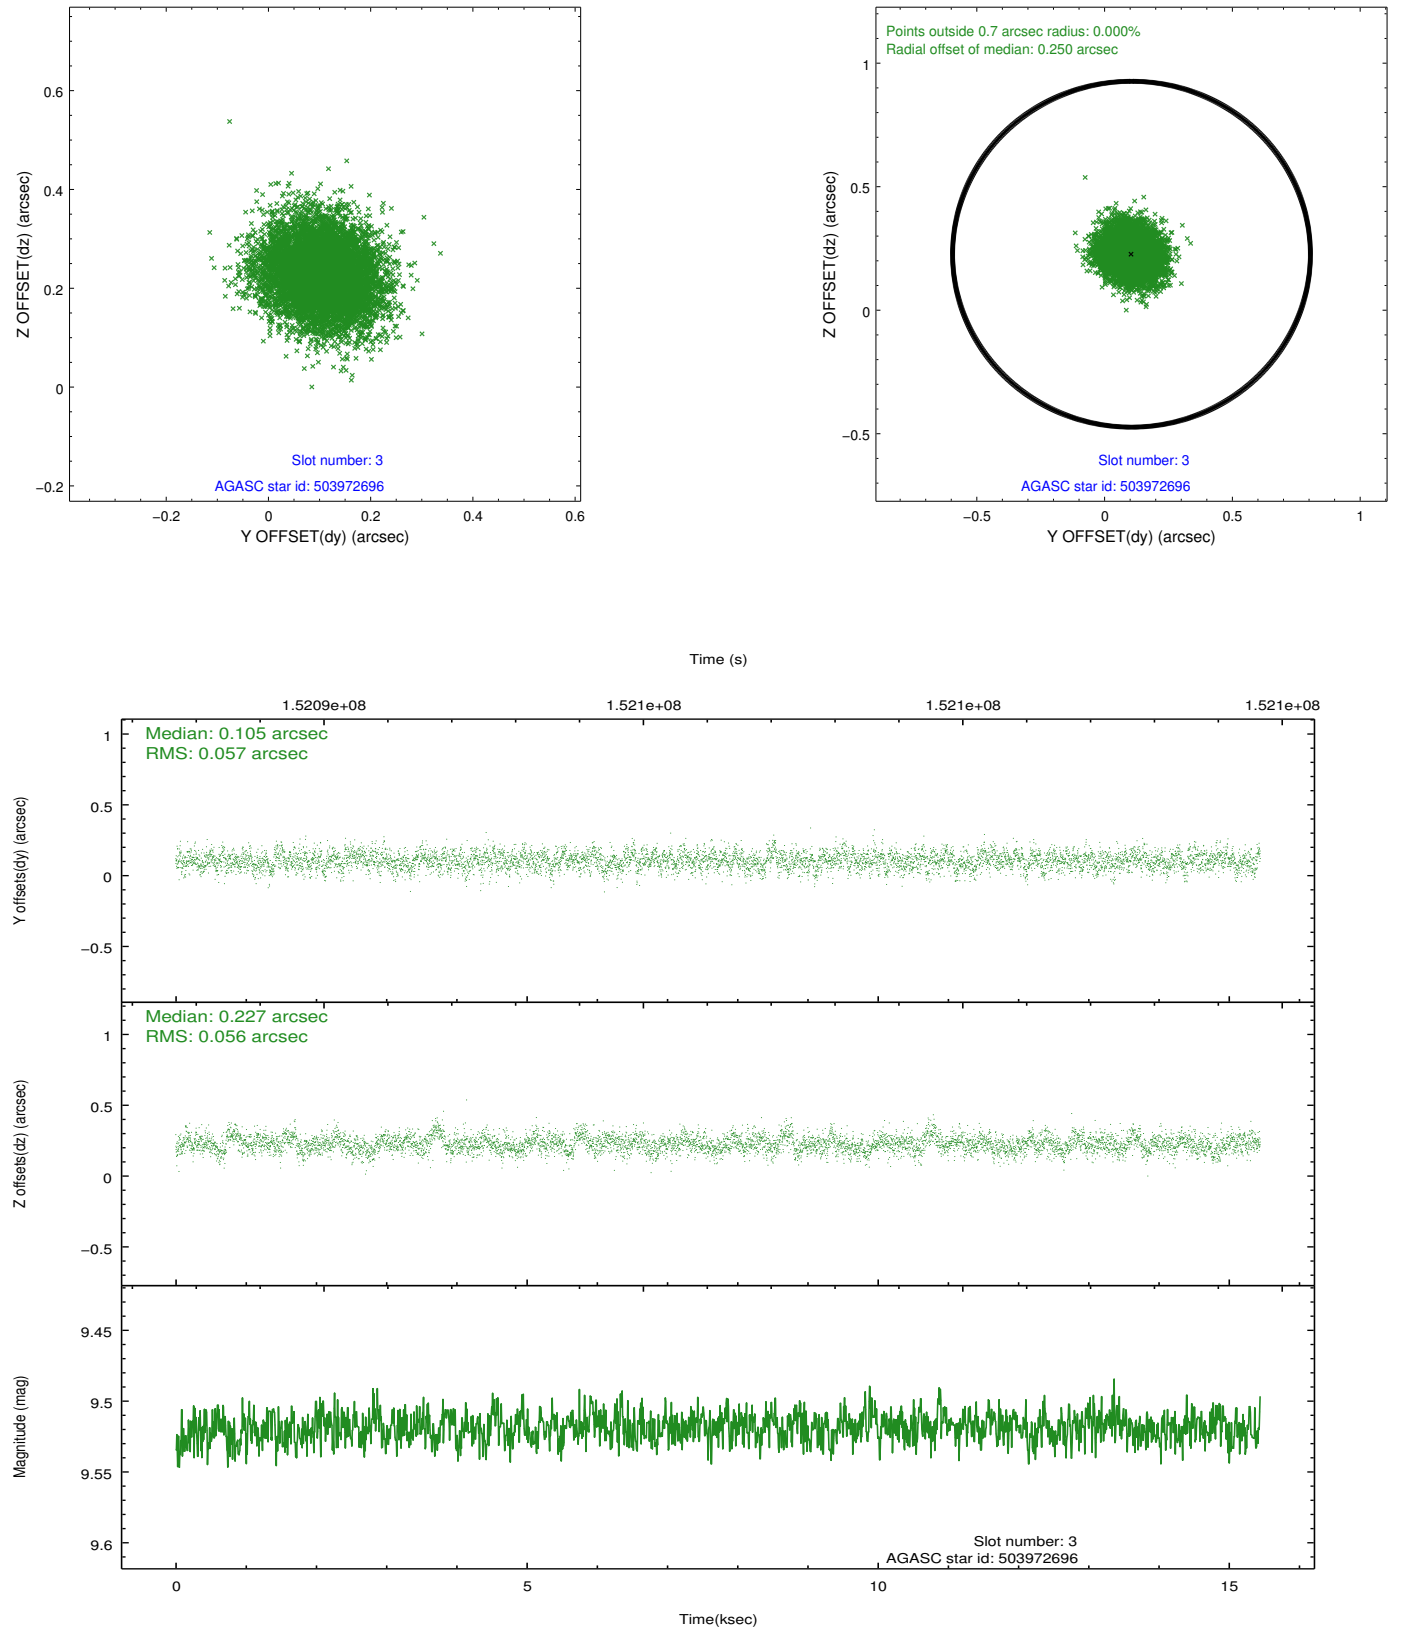 0.6
0.4
0.2
0
−0.2
Z OFFSET(dz) (arcsec)
Slot number: 3
AGASC star id: 503972696
−0.2 0 0.2 0.4 0.6
Y OFFSET(dy) (arcsec)
Points outside 0.7 arcsec radius: 0.000%
Radial offset of median: 0.250 arcsec
1
0.5
0
−0.5
Z OFFSET(dz) (arcsec)
Slot number: 3
AGASC star id: 503972696
−0.5 0 0.5 1
Y OFFSET(dy) (arcsec)
Time (s)
1.5209e+08 1.521e+08 1.521e+08 1.521e+08
Median: 0.105 arcsec
RMS: 0.057 arcsec
1
0.5
0
−0.5
Y offsets(dy) (arcsec)
Median: 0.227 arcsec
RMS: 0.056 arcsec
1
0.5
0
−0.5
Z offsets(dz) (arcsec)
9.45
9.5
9.55
9.6
Magnitude (mag)
Slot number: 3
AGASC star id: 503972696
0 5 10 15
Time(ksec)